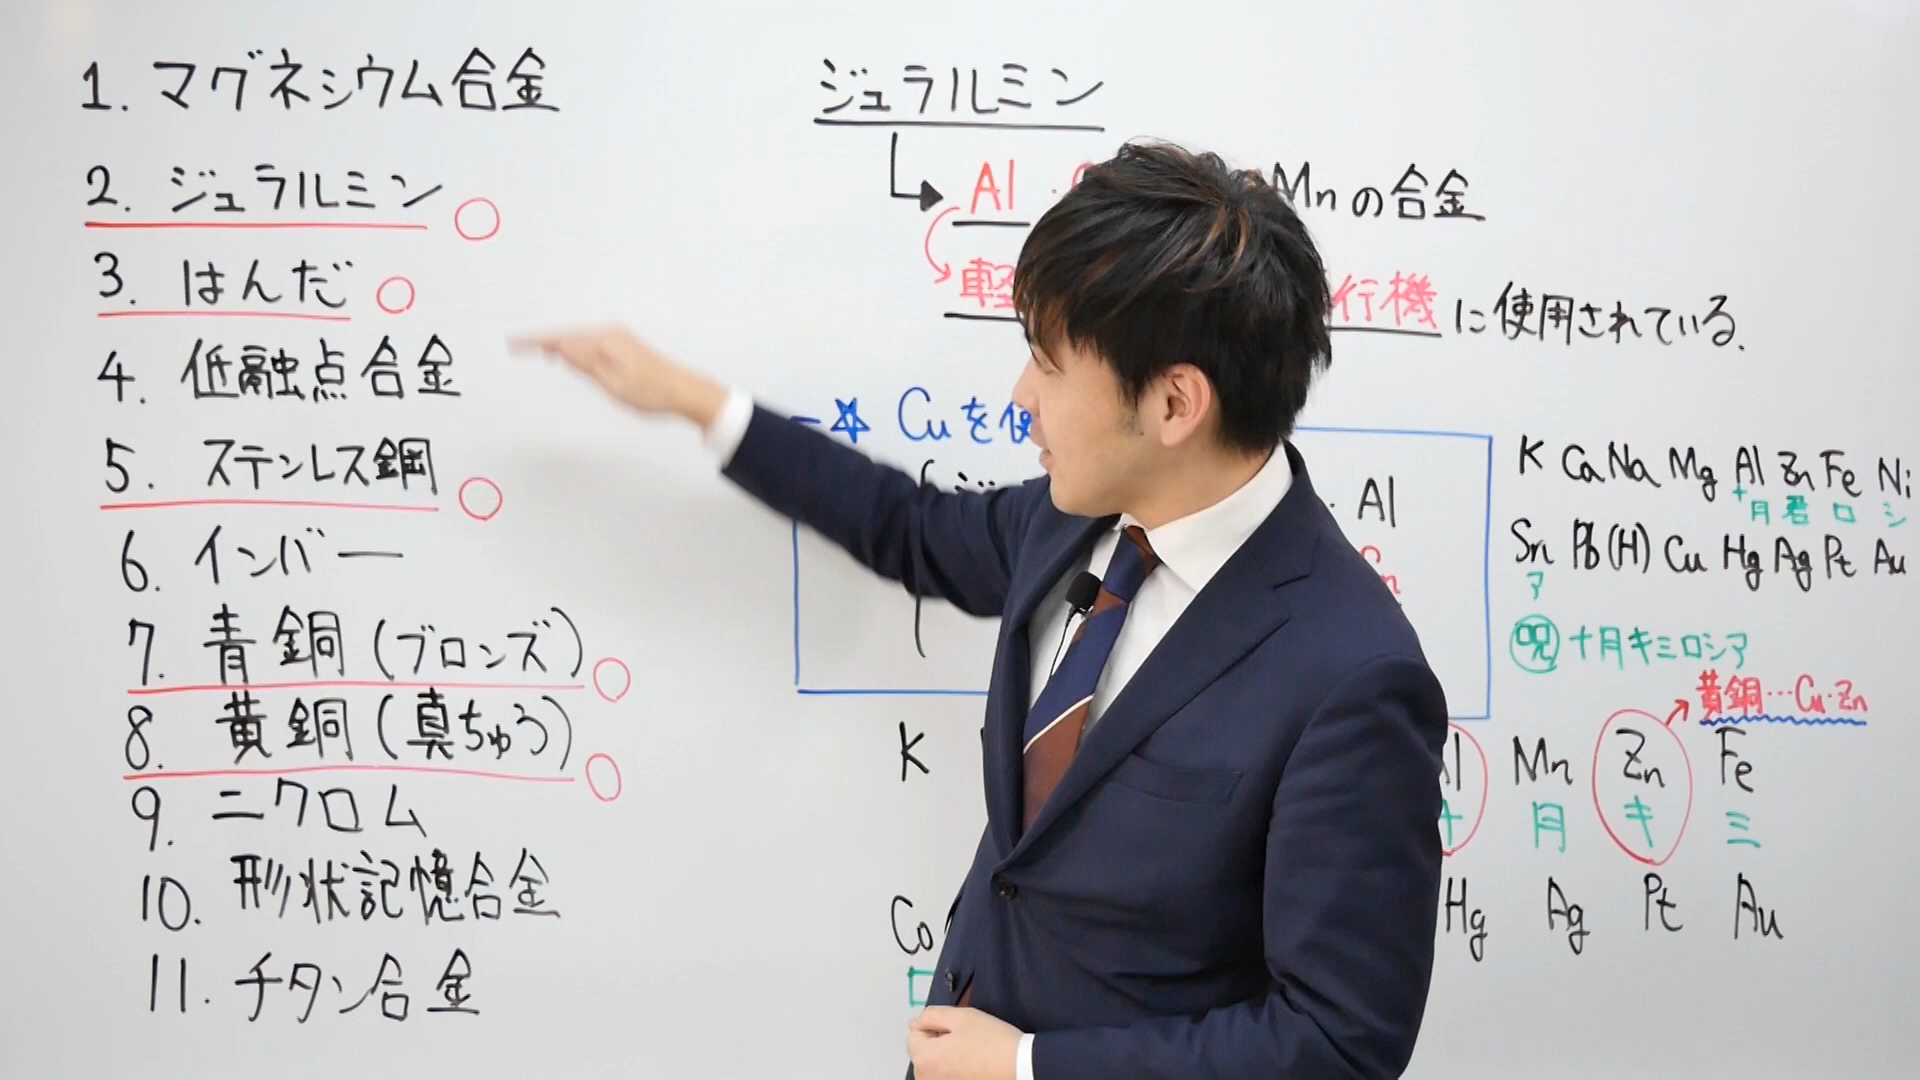 1. マグネシウム合金
2. ジュラルミン
3. はんだ
4. 低融点合金
5. ステンレス鋼
6. インバー
7. 青銅(ブロンズ)
8. 黄銅(真ちゅう)
9. ニクロム
10. 形状記憶合金
11. チタン合金
ジュラルミン
Al · Mnの合金
軽 行機に使用されている.
☆ Cuを使
· Al
K Ca Na Mg Al Zn Fe Ni
十 月 君 ロ シ
Sn Pb (H) Cu Hg Ag Pt Au
ア
呪 十月キミロシア
黄銅…Cu·Zn
K Mn Zn Fe
十 月 キ ミ
Co Hg Ag Pt Au